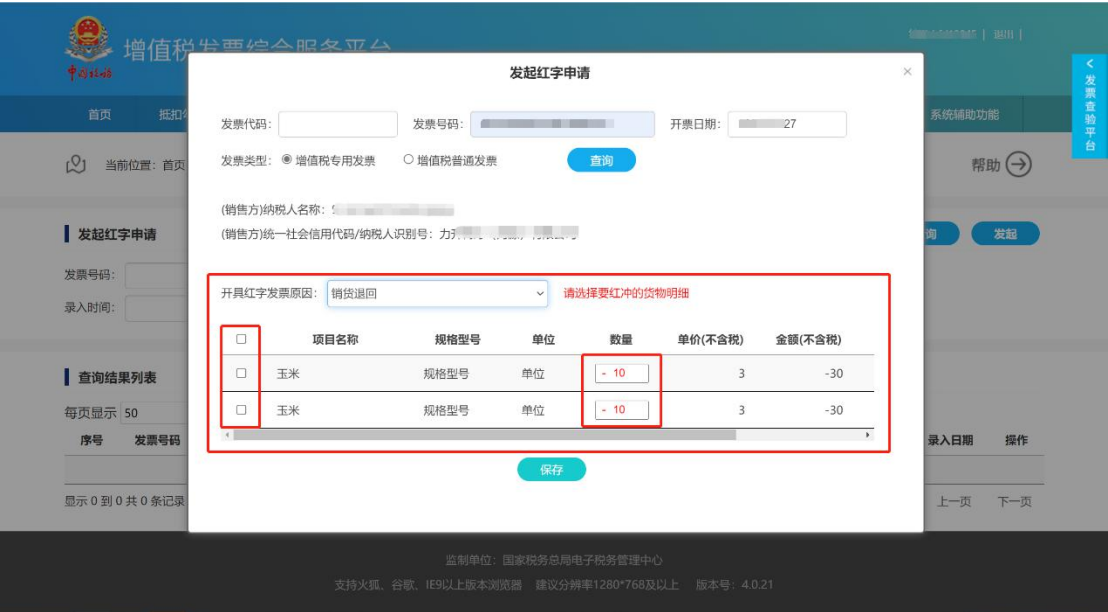 增值税发票综合服务平台
中国税务
首页
抵扣
系统辅助功能
发票查验平台
当前位置：首页
帮助
发起红字申请
询
发起
发票号码：
录入时间：
查询结果列表
每页显示 50
序号 发票号码
录入日期 操作
显示 0 到 0 共 0 条记录
上一页 下一页
发起红字申请
×
发票代码：
发票号码：
开票日期： 27
发票类型： 增值税专用发票 增值税普通发票 查询
(销售方)纳税人名称：
(销售方)统一社会信用代码/纳税人识别号：
开具红字发票原因： 销货退回 请选择要红冲的货物明细
项目名称 规格型号 单位 数量 单价(不含税) 金额(不含税)
玉米 规格型号 单位 - 10 3 -30
玉米 规格型号 单位 - 10 3 -30
保存
监制单位：国家税务总局电子税务管理中心
支持火狐、谷歌、IE9以上版本浏览器 建议分辨率1280*768及以上 版本号：4.0.21